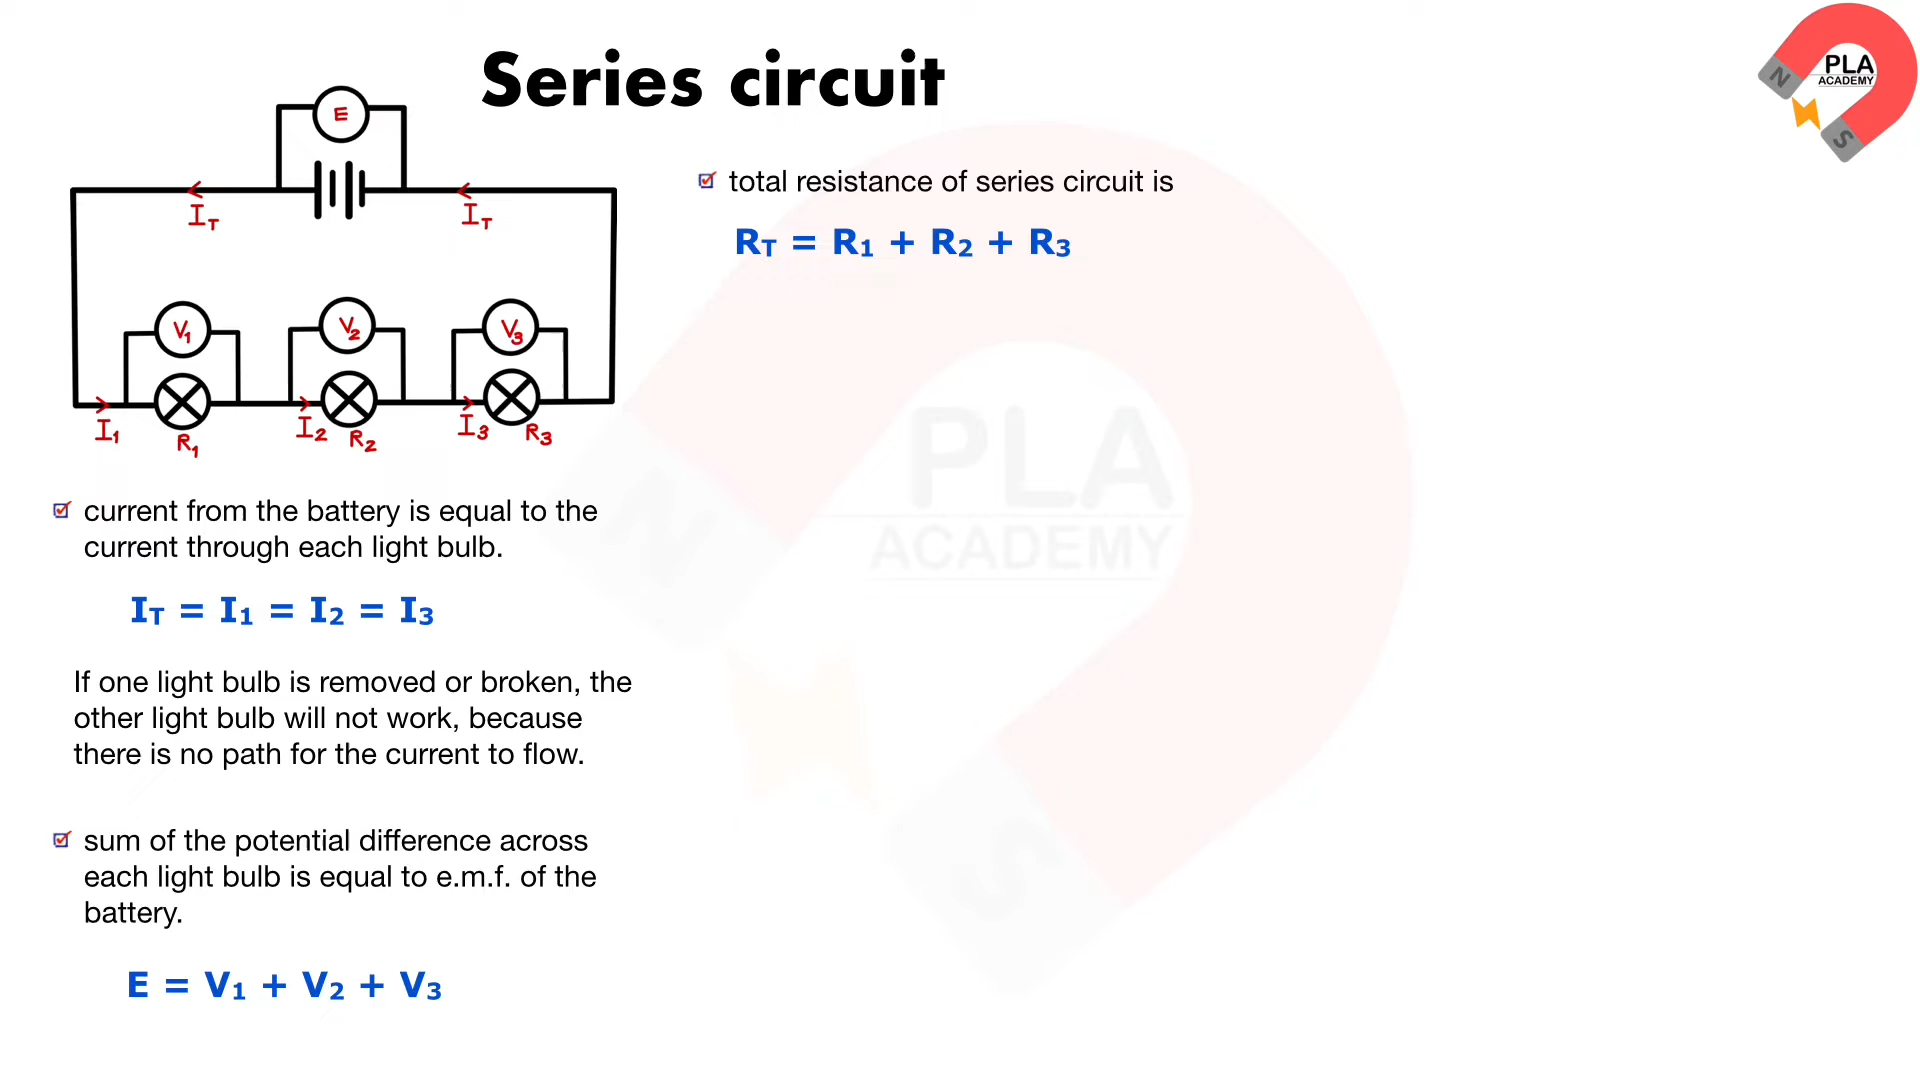 Series circuit
N
PLA
ACADEMY
S
E
I_T
I_T
V₁
V₂
V₃
I₁
R₁
I₂
R₂
I₃
R₃
current from the battery is equal to the
current through each light bulb.
I_T = I₁ = I₂ = I₃
If one light bulb is removed or broken, the
other light bulb will not work, because
there is no path for the current to flow.
sum of the potential difference across
each light bulb is equal to e.m.f. of the
battery.
E = V₁ + V₂ + V₃
total resistance of series circuit is
R_T = R₁ + R₂ + R₃
N
PLA
ACADEMY
S